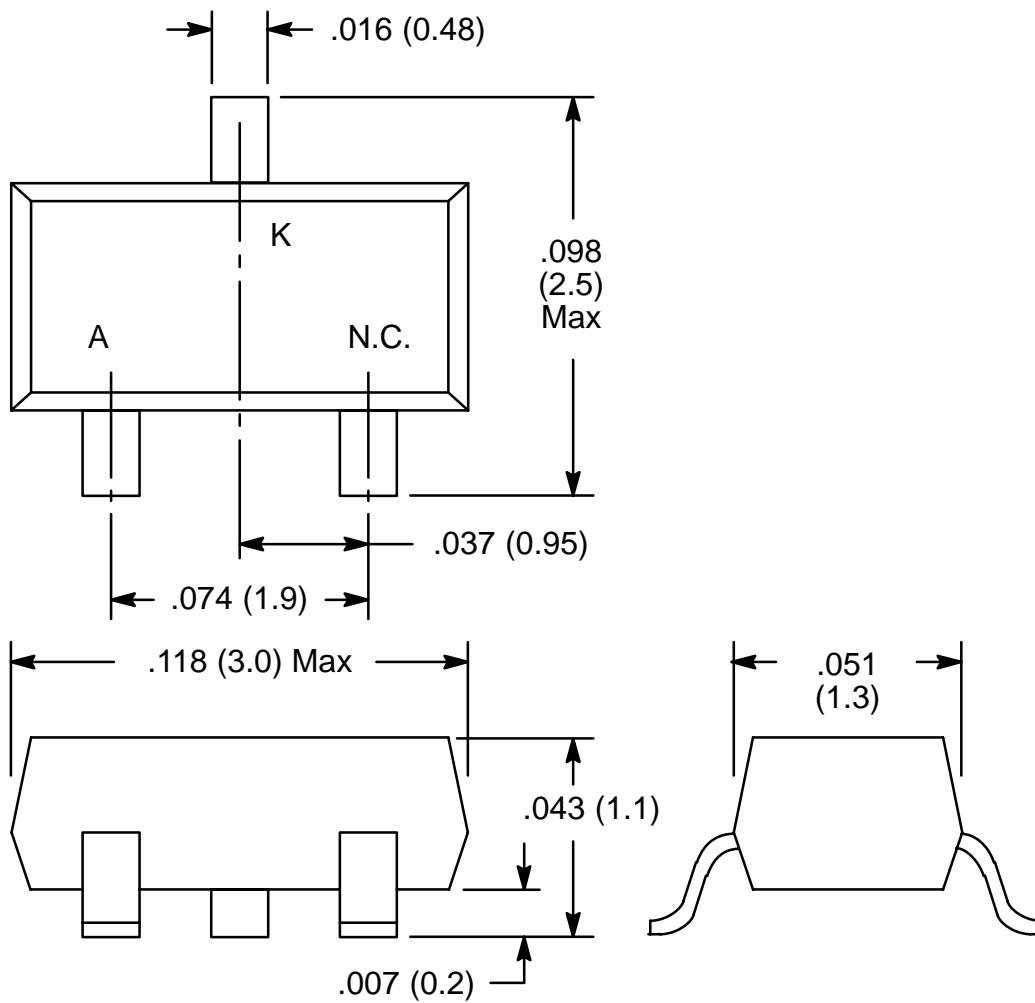 .016 (0.48)
K
.098
(2.5)
Max
A
N.C.
.037 (0.95)
.074 (1.9)
.118 (3.0) Max
.051
(1.3)
.043 (1.1)
.007 (0.2)